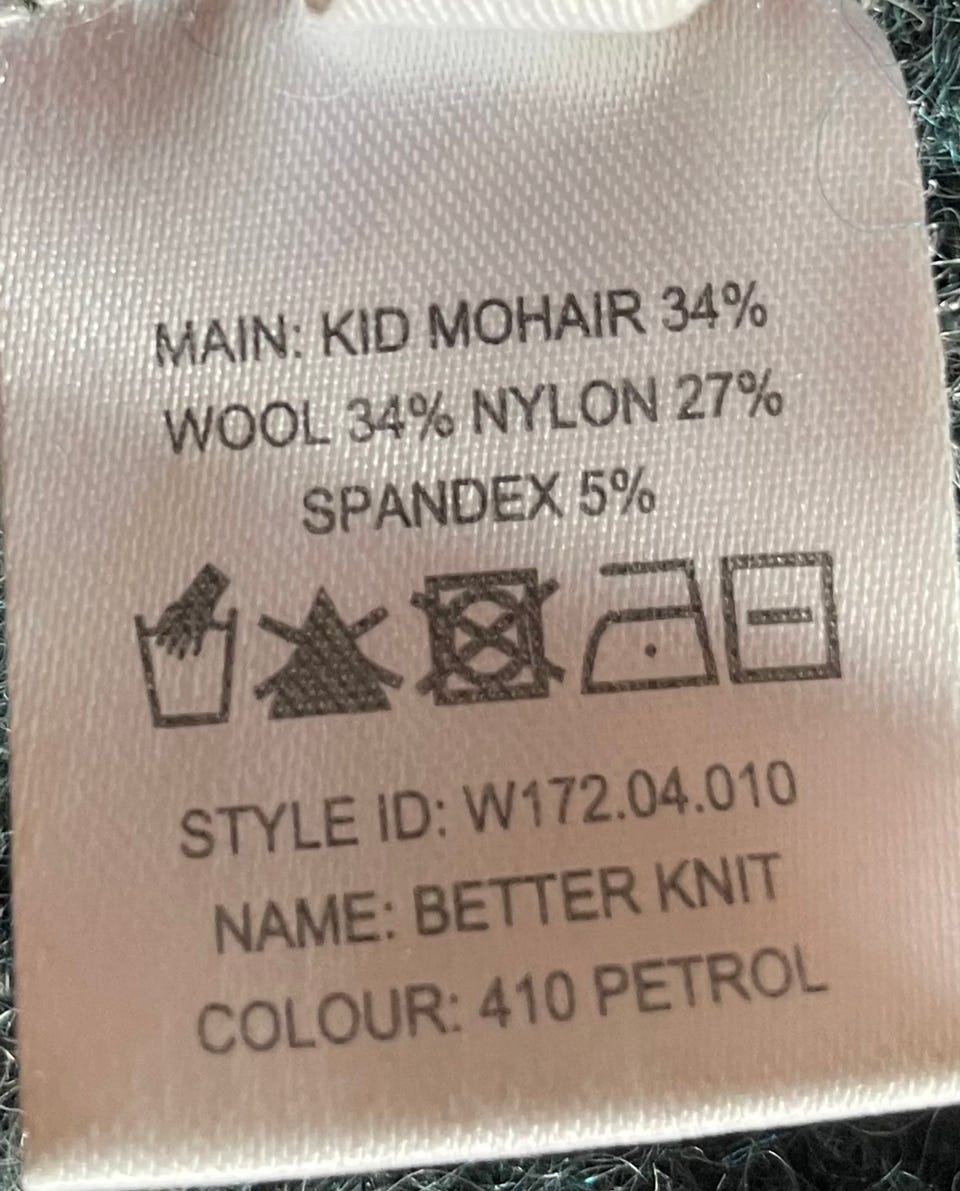 MAIN: KID MOHAIR 34%
WOOL 34% NYLON 27%
SPANDEX 5%
STYLE ID: W172.04.010
NAME: BETTER KNIT
COLOUR: 410 PETROL